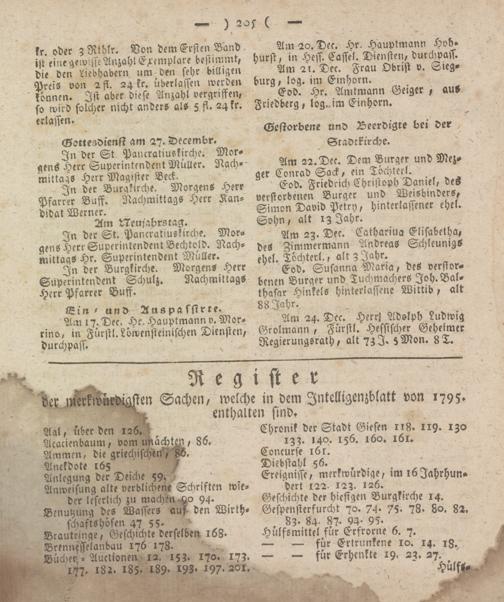 — ) 205 ( —
kr. oder 3 Rthlr. Von dem Ersten Band
ist eine gewisse Anzahl Exemplare bestimmt,
die den Liebhabern um den sehr billigen
Preis von 2 fl. 24 kr. überlassen werden
können. Ist aber diese Anzahl vergriffen,
so wird solcher nicht anders als 5 fl. 24 kr.
erlassen.
Gottesdienst am 27. Decembr.
In der St. Pancratiuskirche. Mor-
gens Herr Superintendent Müller. Nach-
mittags Herr Magister Beck.
In der Burgkirche. Morgens Herr
Pfarrer Buff. Nachmittags Herr Kan-
didat Werner.
Am Neujahrstag.
In der St. Pancratiuskirche. Mor-
gens Herr Superintendent Bechtold. Nach-
mittags Hr. Superintendent Müller.
In der Burgkirche. Morgens Herr
Superintendent Schulz. Nachmittags
Herr Pfarrer Buff.
Ein- und Auspassirte.
Am 17. Dec. Hr. Hauptmann v. Mor-
rino, in Fürstl. Löwensteinischen Diensten,
durchpass.
Am 20. Dec. Hr. Hauptmann Hoh-
hurst, in Hess. Cassel. Diensten, durchpass.
Am 21. Dec. Frau Obrist v. Sieg-
burg, log. im Einhorn.
Eod. Hr. Amtmann Geiger, aus
Friedberg, log. im Einhorn.
Gestorbene und Beerdigte bei der
Stadtkirche.
Am 22. Dec. Dem Burger und Mez-
ger Conrad Sack, ein Töchterl.
Eod. Friedrich Christoph Daniel, des
verstorbenen Burger und Weisbinders,
Simon David Petry, hinterlassener ehel.
Sohn, alt 13 Jahr.
Am 23. Dec. Catharina Elisabetha,
des Zimmermann Andreas Schleunigs
ehel. Töchterl., alt 3 Jahr.
Eod. Susanna Maria, des verstor-
benen Burger und Tuchmachers Joh. Bal-
thasar Hinkels hinterlassene Wittib, alt
88 Jahr.
Am 24. Dec. Herr Adolph Ludwig
Grolmann, Fürstl. Hessischer Geheimer
Regierungsrath, alt 73 J. 5 Mon. 8 T.
Register
der merkwürdigsten Sachen, welche in dem Intelligenzblatt von 1795.
enthalten sind.
Aal, über den 126.
Acacienbaum, vom unächten, 86.
Ammen, die griechischen, 86.
Anekdote 165
Anlegung der Deiche 59.
Anweisung alte verblichene Schriften wie-
der leserlich zu machen 90 94.
Benutzung des Wassers auf den Wirth-
schaftshöfen 47 55.
Brautringe, Geschichte derselben 168.
Brennesselanbau 176 178.
Bücher-Auctionen 12. 153. 170. 173.
177. 182. 185. 189. 193. 197. 201.
Chronik der Stadt Giesen 118. 119. 130
133. 140. 156. 160. 161.
Concurse 161.
Diebstahl 56.
Ereignisse, merkwürdige, im 16 Jahrhun-
dert 122. 123. 126.
Geschichte der hiesigen Burgkirche 14.
Gespensterfurcht 70. 74. 75. 78. 80. 82.
83. 84. 87. 94. 95.
Hülfsmittel für Erfrorne 6. 7.
— — für Ertrunkene 10. 14. 18.
— — für Erhenkte 19. 23. 27.
Hülfs-